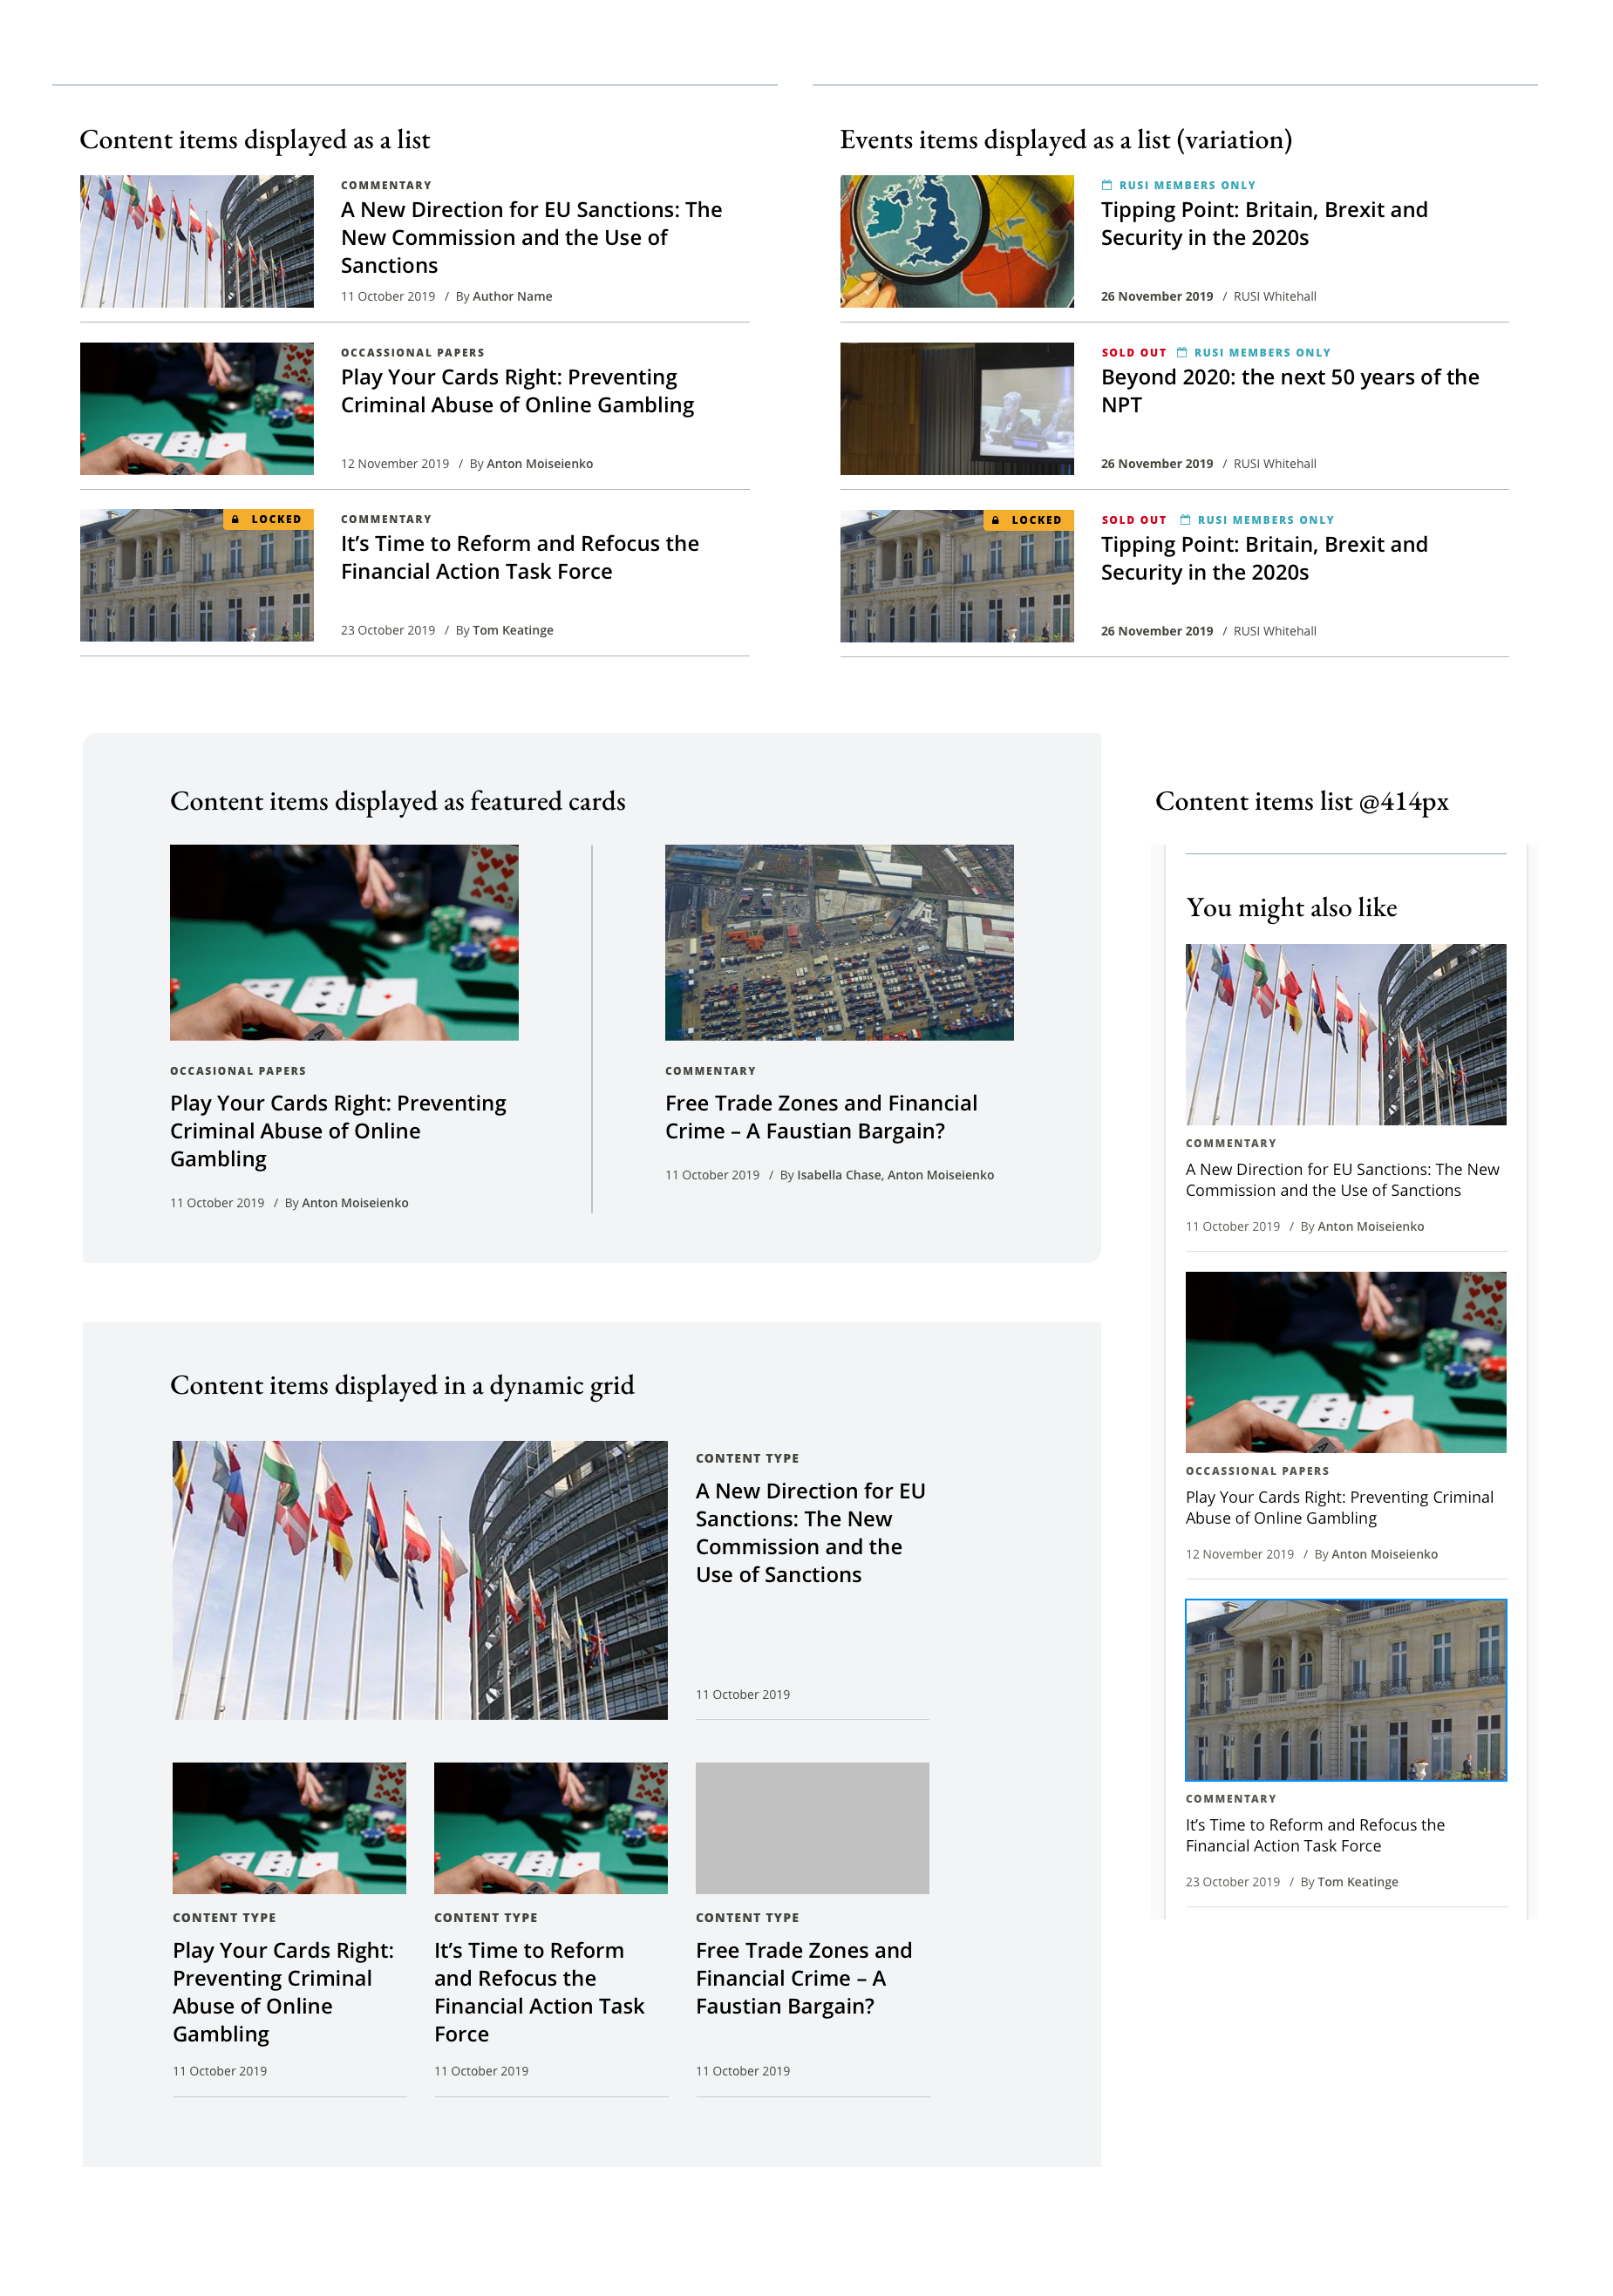 Content items displayed as a list
COMMENTARY
A New Direction for EU Sanctions: The
New Commission and the Use of
Sanctions
11 October 2019 / By Author Name
OCCASSIONAL PAPERS
Play Your Cards Right: Preventing
Criminal Abuse of Online Gambling
12 November 2019 / By Anton Moiseienko
LOCKED
COMMENTARY
It’s Time to Reform and Refocus the
Financial Action Task Force
23 October 2019 / By Tom Keatinge
Events items displayed as a list (variation)
RUSI MEMBERS ONLY
Tipping Point: Britain, Brexit and
Security in the 2020s
26 November 2019 / RUSI Whitehall
SOLD OUT RUSI MEMBERS ONLY
Beyond 2020: the next 50 years of the
NPT
26 November 2019 / RUSI Whitehall
LOCKED
SOLD OUT RUSI MEMBERS ONLY
Tipping Point: Britain, Brexit and
Security in the 2020s
26 November 2019 / RUSI Whitehall
Content items displayed as featured cards
OCCASIONAL PAPERS
Play Your Cards Right: Preventing
Criminal Abuse of Online
Gambling
11 October 2019 / By Anton Moiseienko
COMMENTARY
Free Trade Zones and Financial
Crime – A Faustian Bargain?
11 October 2019 / By Isabella Chase, Anton Moiseienko
Content items list @414px
You might also like
COMMENTARY
A New Direction for EU Sanctions: The New
Commission and the Use of Sanctions
11 October 2019 / By Anton Moiseienko
OCCASSIONAL PAPERS
Play Your Cards Right: Preventing Criminal
Abuse of Online Gambling
12 November 2019 / By Anton Moiseienko
COMMENTARY
It’s Time to Reform and Refocus the
Financial Action Task Force
23 October 2019 / By Tom Keatinge
Content items displayed in a dynamic grid
CONTENT TYPE
A New Direction for EU
Sanctions: The New
Commission and the
Use of Sanctions
11 October 2019
CONTENT TYPE
Play Your Cards Right:
Preventing Criminal
Abuse of Online
Gambling
11 October 2019
CONTENT TYPE
It’s Time to Reform
and Refocus the
Financial Action Task
Force
11 October 2019
CONTENT TYPE
Free Trade Zones and
Financial Crime – A
Faustian Bargain?
11 October 2019